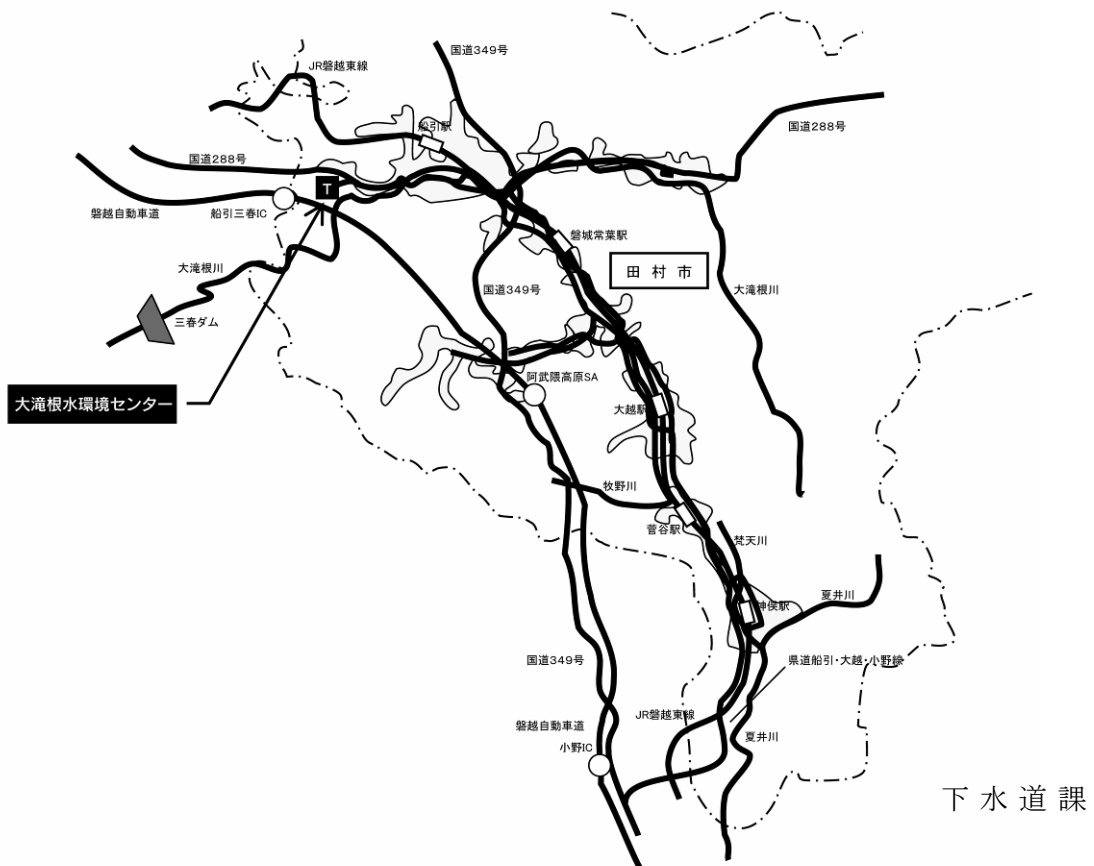 国道349号
JR磐越東線
国道288号
船引駅
国道288号
T
磐越自動車道
船引三春IC
磐城常葉駅
田村市
大滝根川
国道349号
大滝根川
三春ダム
阿武隈高原SA
大滝根水環境センター
大越駅
牧野川
菅谷駅
梵天川
夏井川
神俣駅
国道349号
県道船引・大越・小野線
JR磐越東線
磐越自動車道
夏井川
小野IC
下水道課